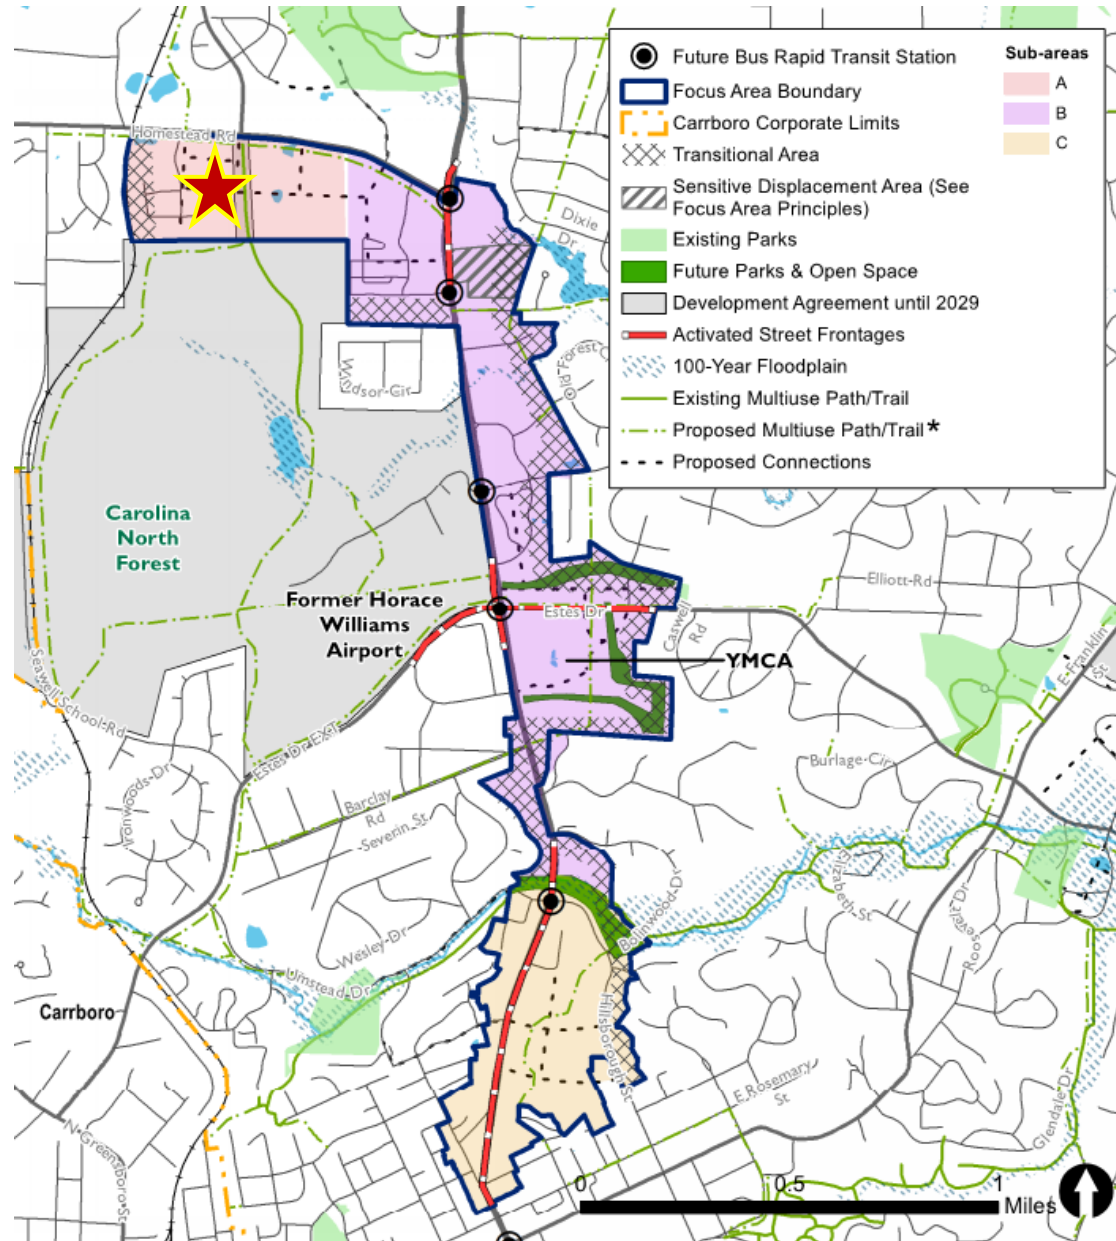 Future Bus Rapid Transit Station
Focus Area Boundary
Carrboro Corporate Limits
Transitional Area
Sensitive Displacement Area (See
Focus Area Principles)
Existing Parks
Future Parks & Open Space
Development Agreement until 2029
Activated Street Frontages
100-Year Floodplain
Existing Multiuse Path/Trail
Proposed Multiuse Path/Trail*
Proposed Connections
Sub-areas
A
B
C
Homestead Rd
Dixie
Dr
Old Forest
Windsor-Cir
Carolina
North
Forest
Former Horace
Williams
Airport
Estes Dr
Caswell
Rd
Elliott-Rd
YMCA
E-Franklin
St
Seawell School-Rd
Estes Dr EXT
Ironwoods-Dr
Barclay
Rd
Severin-St
Burlage-Cir
Elizabeth-St
Roosevelt-Dr
Bolinwood-Dr
Wesley-Dr
Umstead-Dr
Carrboro
Hillsborough-St
E-Rosemary
St
Glendale-Dr
N-Greensboro-St
0
0.5
1
Miles